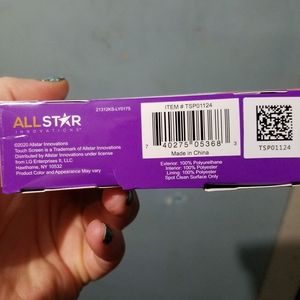 21312KS-LY0175
ITEM # TSP01124
ALLSTAR
INNOVATIONS
©2020 Allstar Innovations
Touch Screen is a Trademark of Allstar Innovations
Distributed by Allstar Innovations under license
from LG Enterprises II, LLC
Hawthorne, NY 10532
Product Color and Appearance May vary
7 40275 05368 3
Made in China
Exterior: 100% Polyurethane
Interior: 100% Polyester
Lining: 100% Polyester
Spot Clean Surface Only
TSP01124